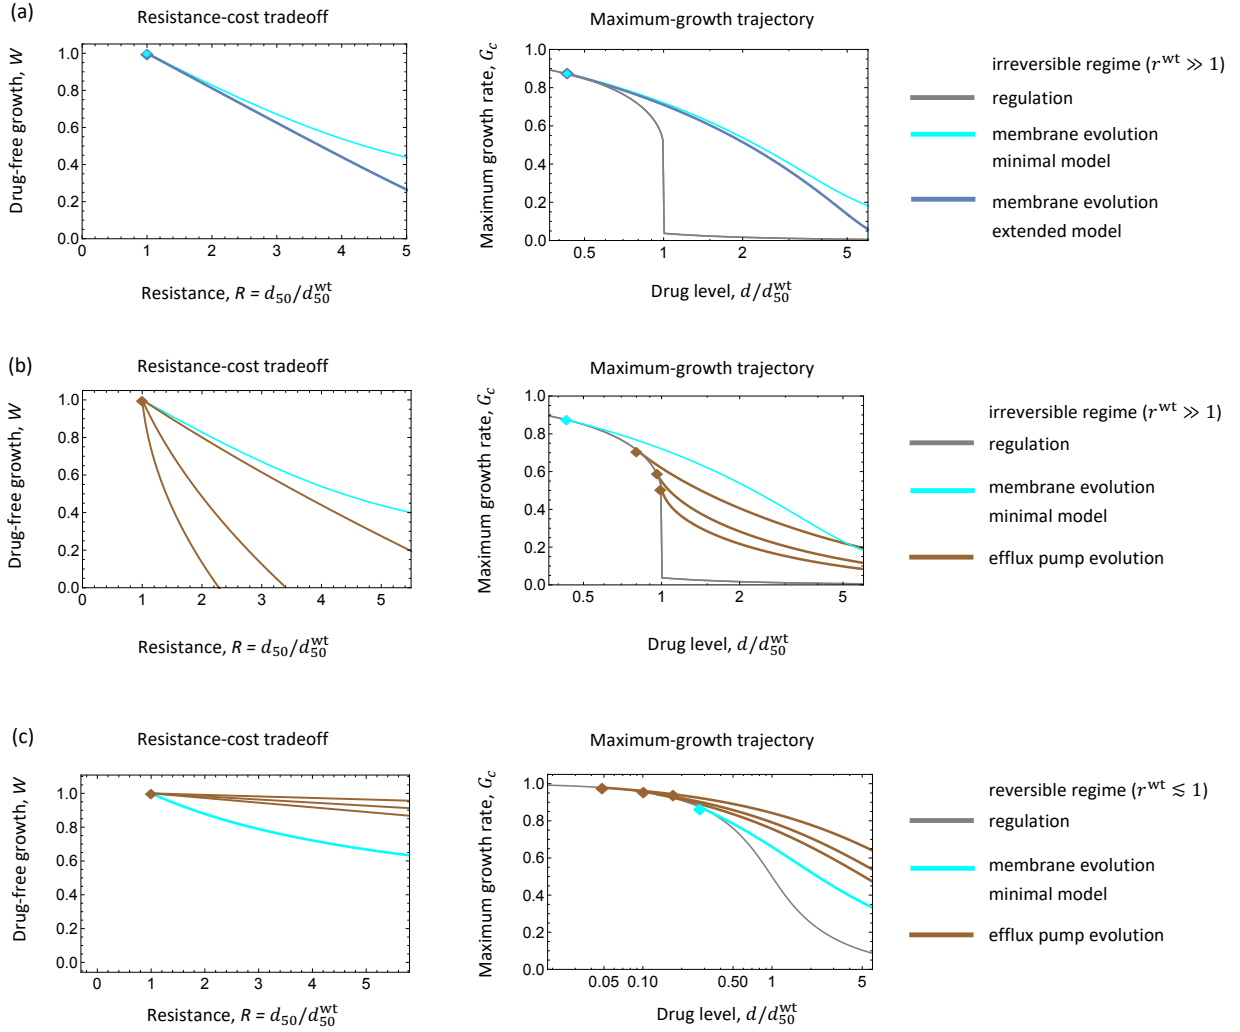 (a)
Resistance-cost tradeoff
Drug-free growth, W
1.0
0.8
0.6
0.4
0.2
0.0
0 1 2 3 4 5
Resistance, R = d₅₀/d₅₀^wt
Maximum-growth trajectory
Maximum growth rate, G_c
1.0
0.8
0.6
0.4
0.2
0.0
0.5 1 2 5
Drug level, d/d₅₀^wt
irreversible regime (r^wt ≫ 1)
regulation
membrane evolution
minimal model
membrane evolution
extended model
(b)
Resistance-cost tradeoff
Drug-free growth, W
1.0
0.8
0.6
0.4
0.2
0.0
0 1 2 3 4 5
Resistance, R = d₅₀/d₅₀^wt
Maximum-growth trajectory
Maximum growth rate, G_c
1.0
0.8
0.6
0.4
0.2
0.0
0.5 1 2 5
Drug level, d/d₅₀^wt
irreversible regime (r^wt ≫ 1)
regulation
membrane evolution
minimal model
efflux pump evolution
(c)
Resistance-cost tradeoff
Drug-free growth, W
1.0
0.8
0.6
0.4
0.2
0.0
0 1 2 3 4 5
Resistance, R = d₅₀/d₅₀^wt
Maximum-growth trajectory
Maximum growth rate, G_c
1.0
0.8
0.6
0.4
0.2
0.0
0.05 0.10 0.50 1 5
Drug level, d/d₅₀^wt
reversible regime (r^wt ≲ 1)
regulation
membrane evolution
minimal model
efflux pump evolution